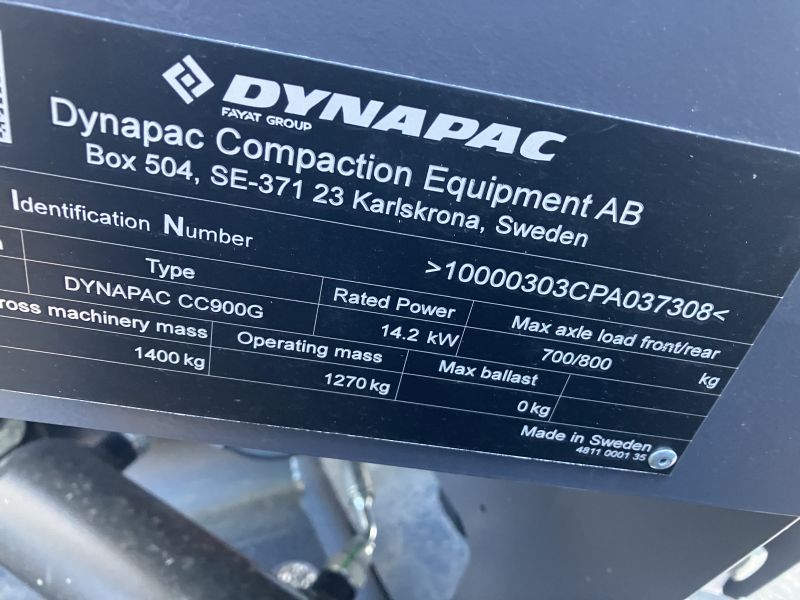 DYNAPAC
FAYAT GROUP
Dynapac Compaction Equipment AB
Box 504, SE-371 23 Karlskrona, Sweden
Identification Number
>10000303CPA037308<
Type
Rated Power
Max axle load front/rear
DYNAPAC CC900G
14.2 kW
700/800 kg
machinery mass
Operating mass
Max ballast
1400 kg
1270 kg
0 kg
Made in Sweden
4811 0001 35